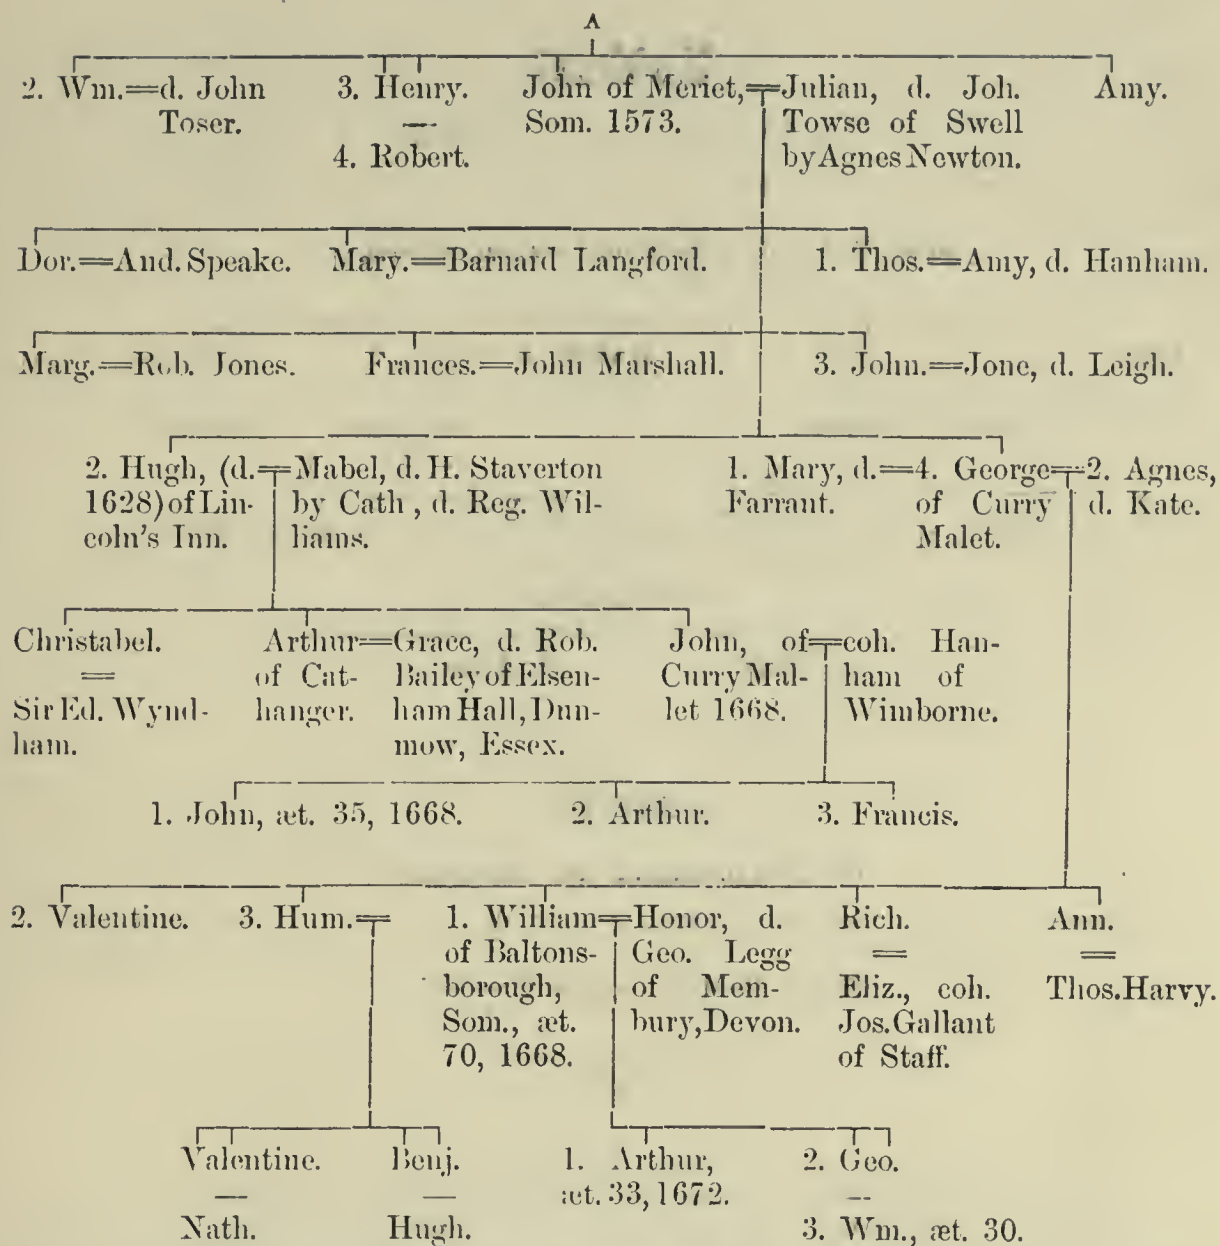 A
2. Wm.=d. John 3. Henry. John of Meriet,=Julian, d. Joh. Amy.
Toser. — Som. 1573. Towse of Swell
4. Robert. by Agnes Newton.
Dor.=And. Speake. Mary.=Barnard Langford. 1. Thos.=Amy, d. Hanham.
Marg.=Rob. Jones. Frances.=John Marshall. 3. John.=Jone, d. Leigh.
2. Hugh, (d.=Mabel, d. H. Staverton 1. Mary, d.=4. George=2. Agnes,
1628) of Lin- by Cath , d. Reg. Wil- Farrant. of Curry d. Kate.
coln's Inn. liams. Malet.
Christabel. Arthur=Grace, d. Rob. John, of=coh. Han-
= of Cat- Bailey of Elsen- Curry Mal- ham of
Sir Ed. Wynd- hanger. ham Hall, Dun- let 1668. Wimborne.
ham. mow, Essex.
1. John, æt. 35, 1668. 2. Arthur. 3. Francis.
2. Valentine. 3. Hum.= 1. William=Honor, d. Rich. Ann.
of Baltons- Geo. Legg = =
borough, of Mem- Eliz., coh. Thos. Harvy.
Som., æt. bury, Devon. Jos. Gallant
70, 1668. of Staff.
Valentine. Benj. 1. Arthur, 2. Geo.
— — æt. 33, 1672. --
Nath. Hugh. 3. Wm., æt. 30.